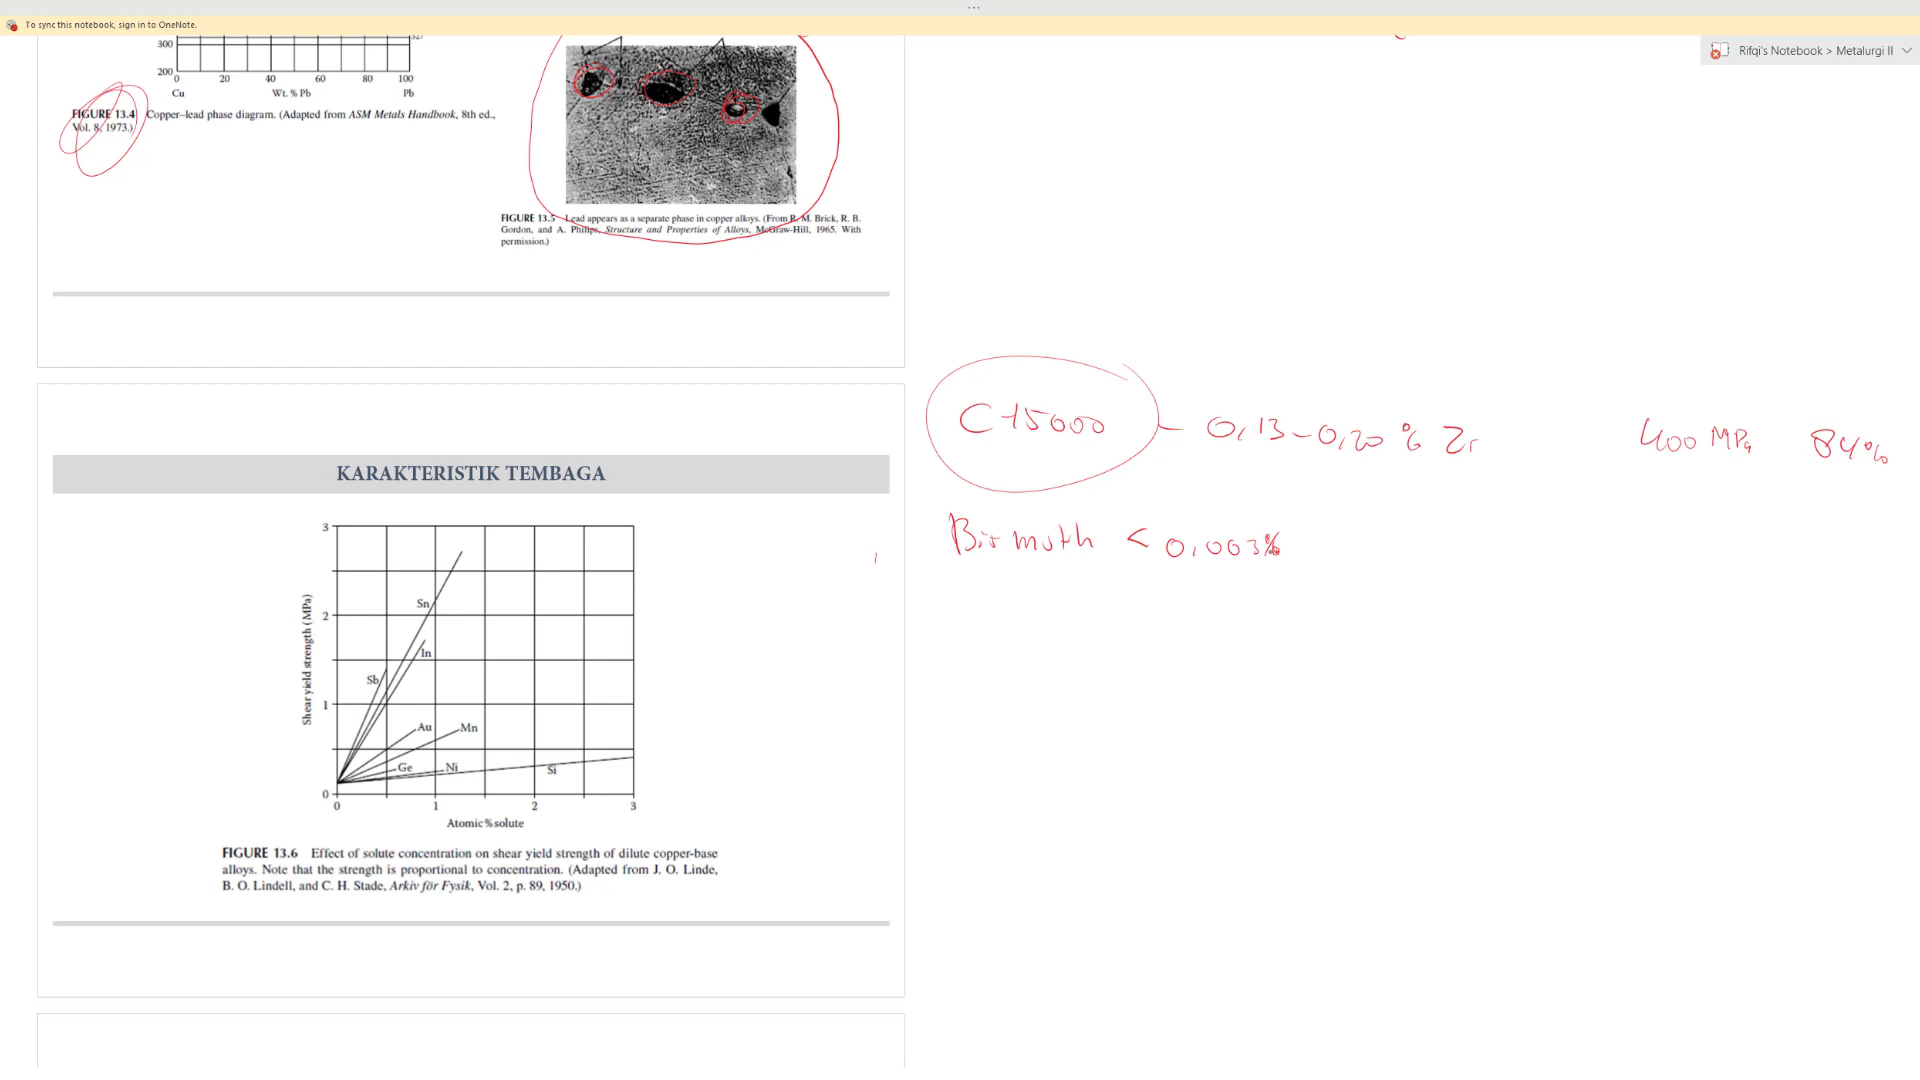 ...
To sync this notebook, sign in to OneNote.
Rifqi's Notebook > Metalurgi II
300
327
200
0 20 40 60 80 100
Cu Wt. % Pb Pb
FIGURE 13.4 Copper–lead phase diagram. (Adapted from ASM Metals Handbook, 8th ed.,
Vol. 8, 1973.)
FIGURE 13.5 Lead appears as a separate phase in copper alloys. (From R. M. Brick, R. B.
Gordon, and A. Philips, Structure and Properties of Alloys, McGraw-Hill, 1965. With
permission.)
C 15000 – 0,13 – 0,20 % Zr 400 MPa 84%
Bismuth < 0,003%
KARAKTERISTIK TEMBAGA
3
Sn
2
In
Sb
1
Au Mn
Ge Ni Si
0
0 1 2 3
Shear yield strength (MPa)
Atomic % solute
FIGURE 13.6 Effect of solute concentration on shear yield strength of dilute copper-base
alloys. Note that the strength is proportional to concentration. (Adapted from J. O. Linde,
B. O. Lindell, and C. H. Stade, Arkiv för Fysik, Vol. 2, p. 89, 1950.)